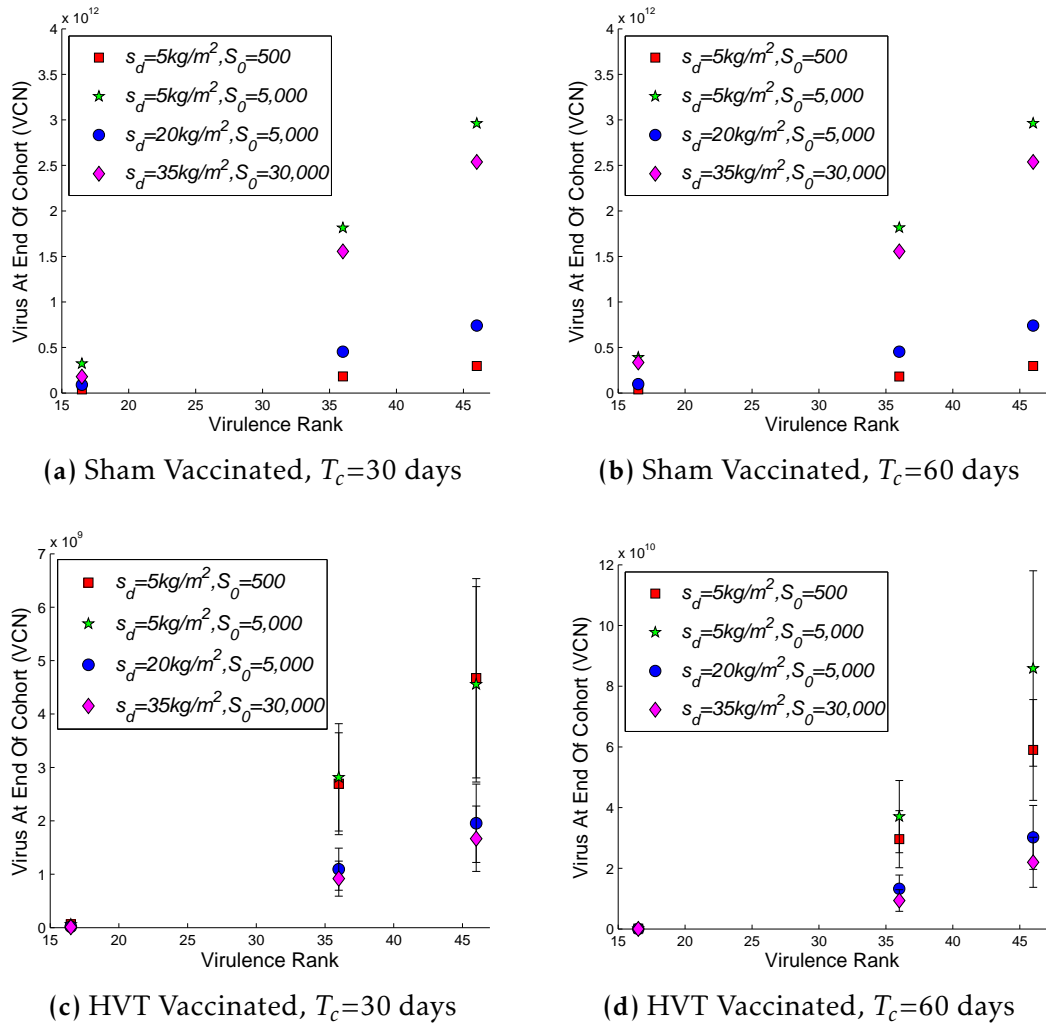 x 10^12
4
3.5
3
2.5
2
1.5
1
0.5
0
Virus At End Of Cohort (VCN)
s_d=5kg/m^2,S_0=500
s_d=5kg/m^2,S_0=5,000
s_d=20kg/m^2,S_0=5,000
s_d=35kg/m^2,S_0=30,000
15 20 25 30 35 40 45
Virulence Rank
(a) Sham Vaccinated, T_c=30 days
x 10^12
4
3.5
3
2.5
2
1.5
1
0.5
0
Virus At End Of Cohort (VCN)
s_d=5kg/m^2,S_0=500
s_d=5kg/m^2,S_0=5,000
s_d=20kg/m^2,S_0=5,000
s_d=35kg/m^2,S_0=30,000
15 20 25 30 35 40 45
Virulence Rank
(b) Sham Vaccinated, T_c=60 days
x 10^9
7
6
5
4
3
2
1
0
Virus At End Of Cohort (VCN)
s_d=5kg/m^2,S_0=500
s_d=5kg/m^2,S_0=5,000
s_d=20kg/m^2,S_0=5,000
s_d=35kg/m^2,S_0=30,000
15 20 25 30 35 40 45
Virulence Rank
(c) HVT Vaccinated, T_c=30 days
x 10^10
12
10
8
6
4
2
0
Virus At End Of Cohort (VCN)
s_d=5kg/m^2,S_0=500
s_d=5kg/m^2,S_0=5,000
s_d=20kg/m^2,S_0=5,000
s_d=35kg/m^2,S_0=30,000
15 20 25 30 35 40 45
Virulence Rank
(d) HVT Vaccinated, T_c=60 days